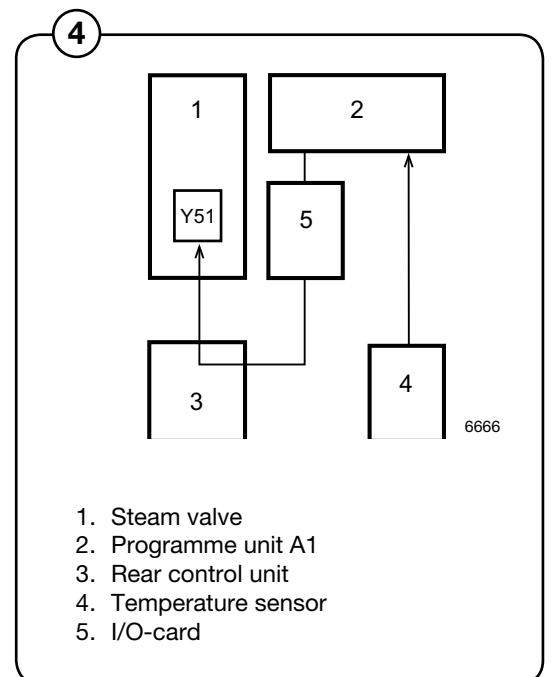 4
1
2
Y51
5
3
4
6666
1. Steam valve
2. Programme unit A1
3. Rear control unit
4. Temperature sensor
5. I/O-card